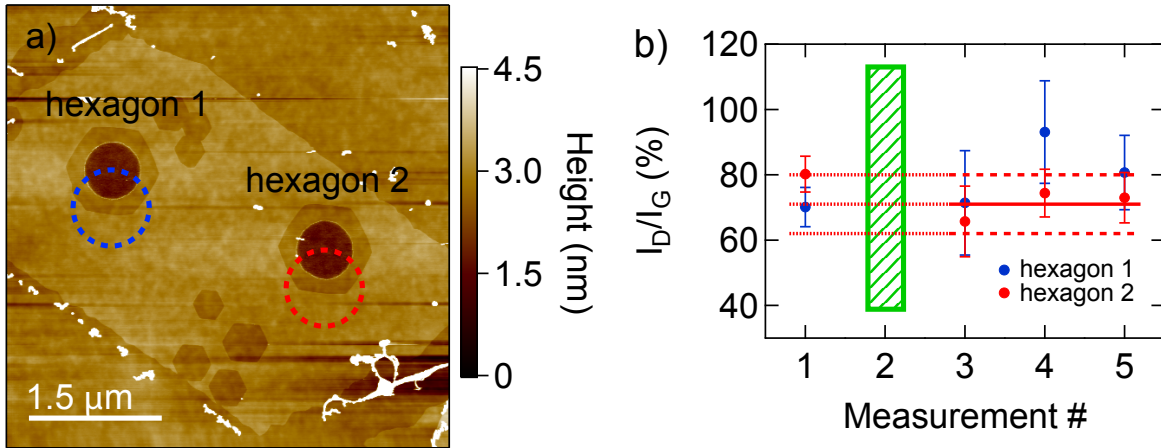 a)
hexagon 1
hexagon 2
1.5 µm
4.5
3.0
1.5
0
Height (nm)
b)
120
100
80
60
40
I_D/I_G (%)
hexagon 1
hexagon 2
1 2 3 4 5
Measurement #